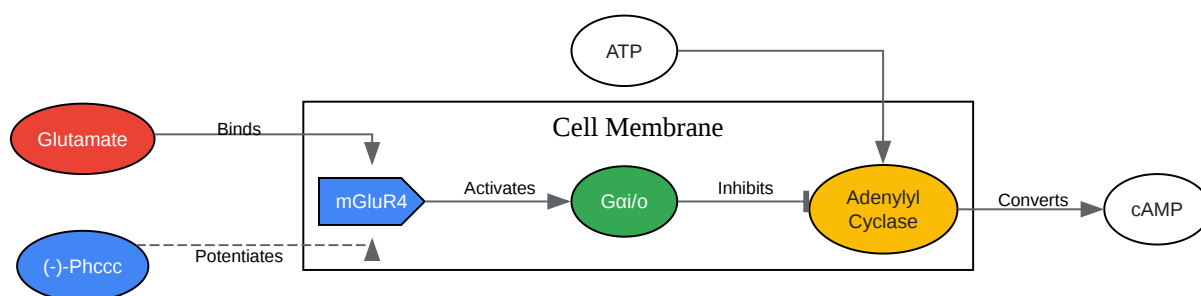 ATP
Cell Membrane
Glutamate
Binds
mGluR4
Activates
Gαi/o
Inhibits
Adenylyl
Cyclase
Converts
cAMP
(-)-Phccc
Potentiates